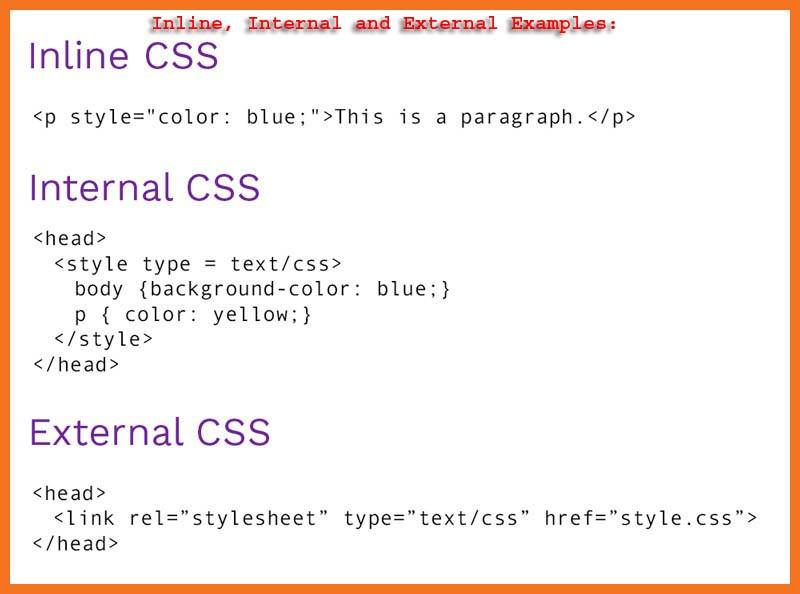 Inline, Internal and External Examples:
Inline CSS
<p style="color: blue;">This is a paragraph.</p>
Internal CSS
<head>
<style type = text/css>
body {background-color: blue;}
p { color: yellow;}
</style>
</head>
External CSS
<head>
<link rel=”stylesheet” type=”text/css” href=”style.css”>
</head>